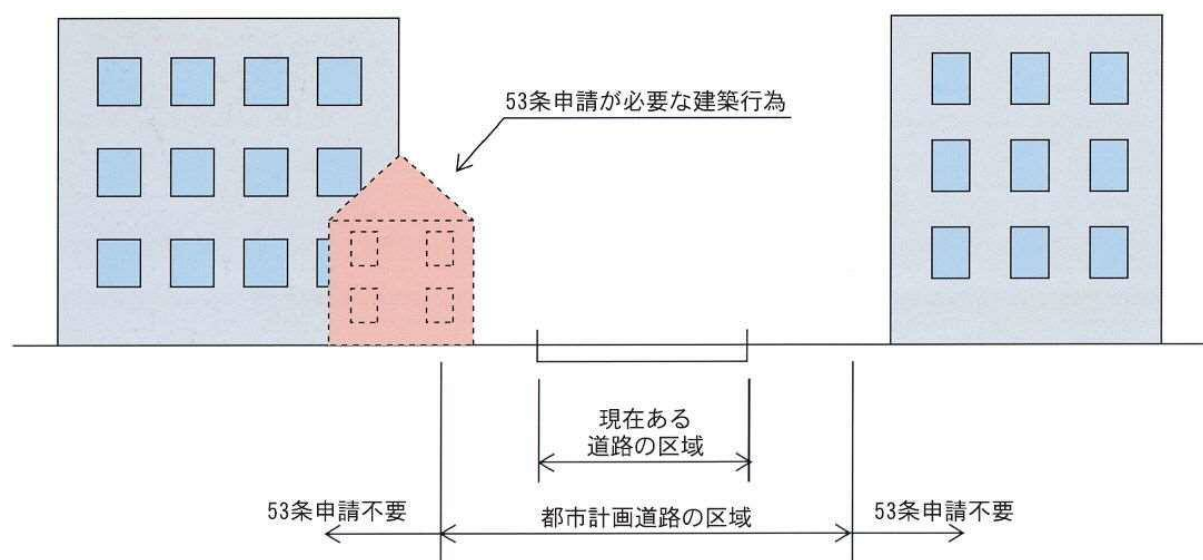 53条申請が必要な建築行為
現在ある
道路の区域
53条申請不要
都市計画道路の区域
53条申請不要